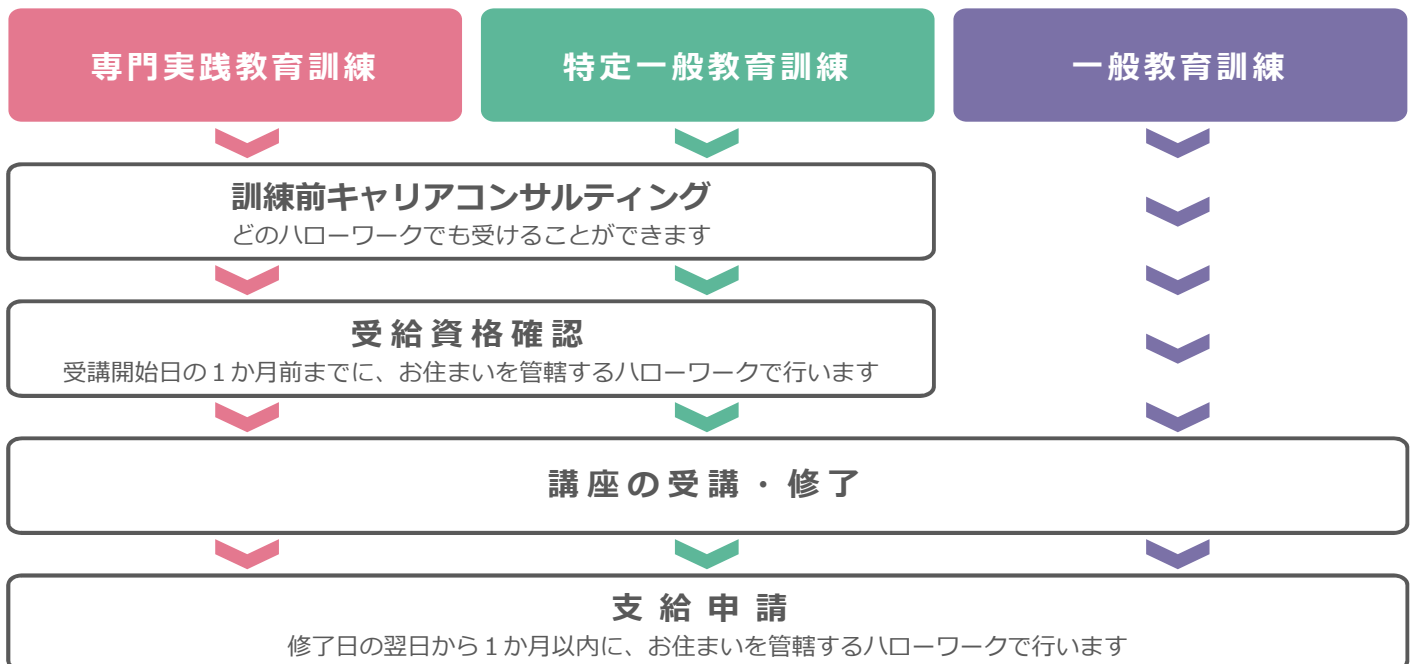 専門実践教育訓練
特定一般教育訓練
一般教育訓練
訓練前キャリアコンサルティング
どのハローワークでも受けることができます
受給資格確認
受講開始日の１か月前までに、お住まいを管轄するハローワークで行います
講座の受講・修了
支給申請
修了日の翌日から１か月以内に、お住まいを管轄するハローワークで行います